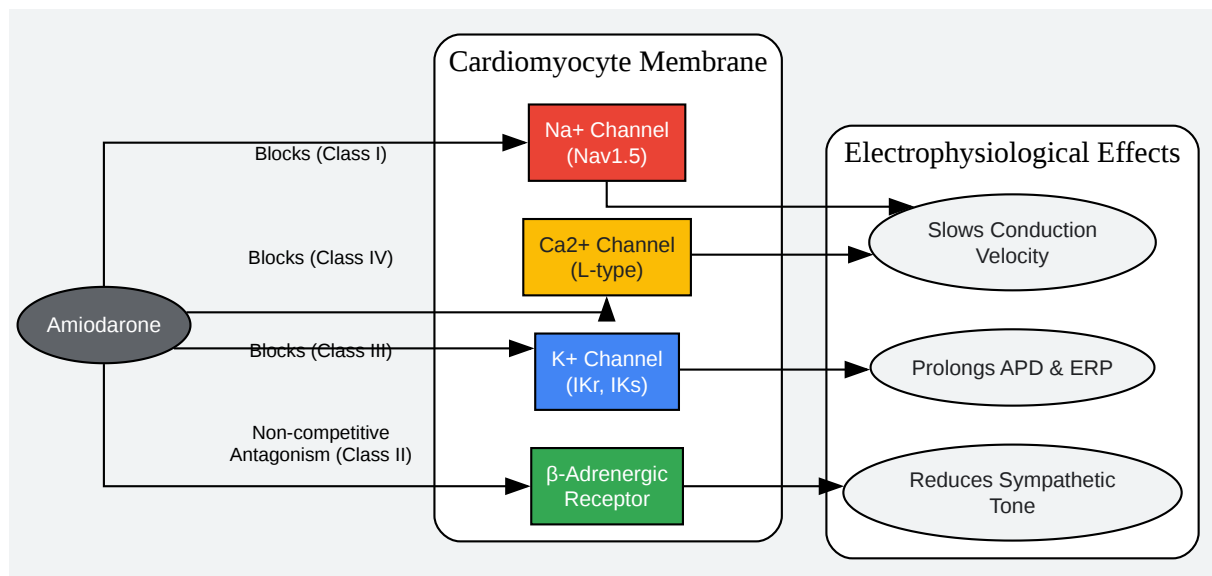 Cardiomyocyte Membrane
Na+ Channel
(Nav1.5)
Blocks (Class I)
Electrophysiological Effects
Slows Conduction
Velocity
Ca2+ Channel
(L-type)
Blocks (Class IV)
Amiodarone
Blocks (Class III)
K+ Channel
(IKr, IKs)
Prolongs APD & ERP
Non-competitive
Antagonism (Class II)
β-Adrenergic
Receptor
Reduces Sympathetic
Tone